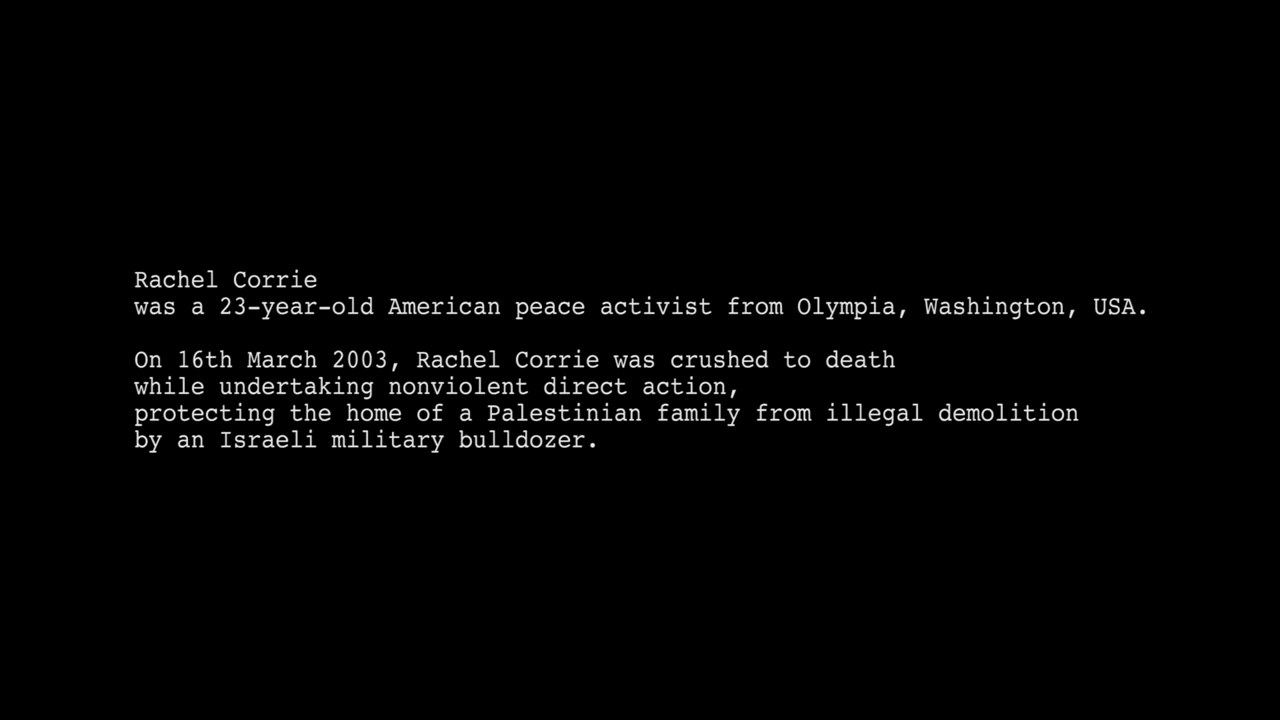 Rachel Corrie
was a 23-year-old American peace activist from Olympia, Washington, USA.
On 16th March 2003, Rachel Corrie was crushed to death
while undertaking nonviolent direct action,
protecting the home of a Palestinian family from illegal demolition
by an Israeli military bulldozer.